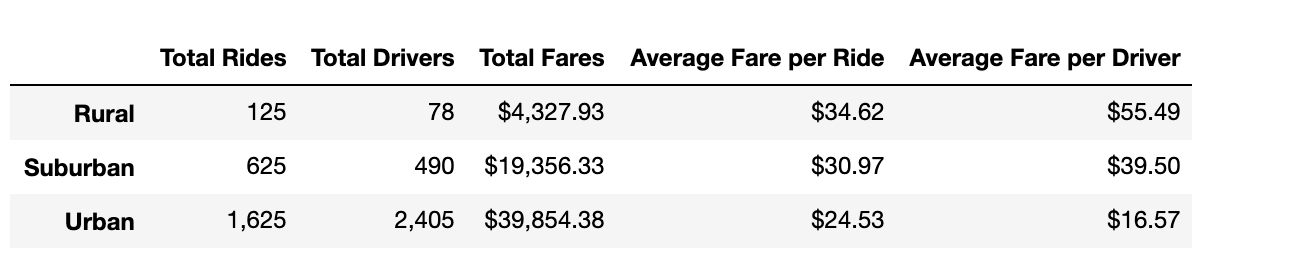 Total Rides Total Drivers Total Fares Average Fare per Ride Average Fare per Driver
Rural 125 78 $4,327.93 $34.62 $55.49
Suburban 625 490 $19,356.33 $30.97 $39.50
Urban 1,625 2,405 $39,854.38 $24.53 $16.57